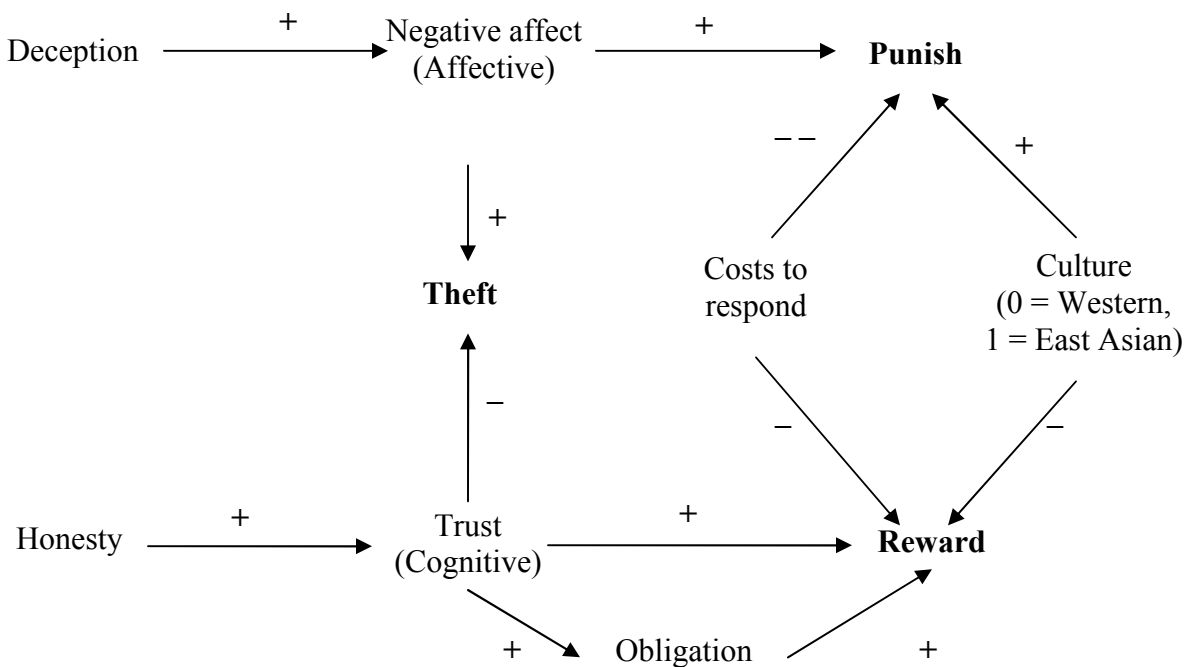 +
+
Deception
Negative affect
(Affective)
Punish
− −
+
+
Theft
Costs to
respond
Culture
(0 = Western,
1 = East Asian)
−
−
−
+
+
Honesty
Trust
(Cognitive)
Reward
+
Obligation
+